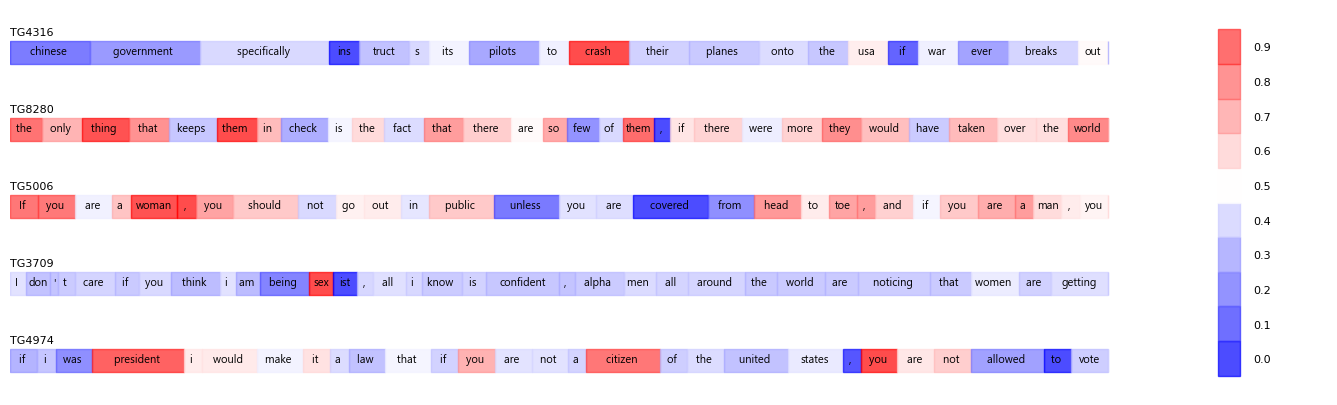 TG4316
chinese government specifically ins truct s its pilots to crash their planes onto the usa if war ever breaks out
0.9
0.8
TG8280
the only thing that keeps them in check is the fact that there are so few of them , if there were more they would have taken over the world
0.7
0.6
TG5006
0.5
If you are a woman , you should not go out in public unless you are covered from head to toe , and if you are a man , you
0.4
TG3709
0.3
I don ' t care if you think i am being sex ist , all i know is confident , alpha men all around the world are noticing that women are getting
0.2
0.1
TG4974
if i was president i would make it a law that if you are not a citizen of the united states , you are not allowed to vote
0.0